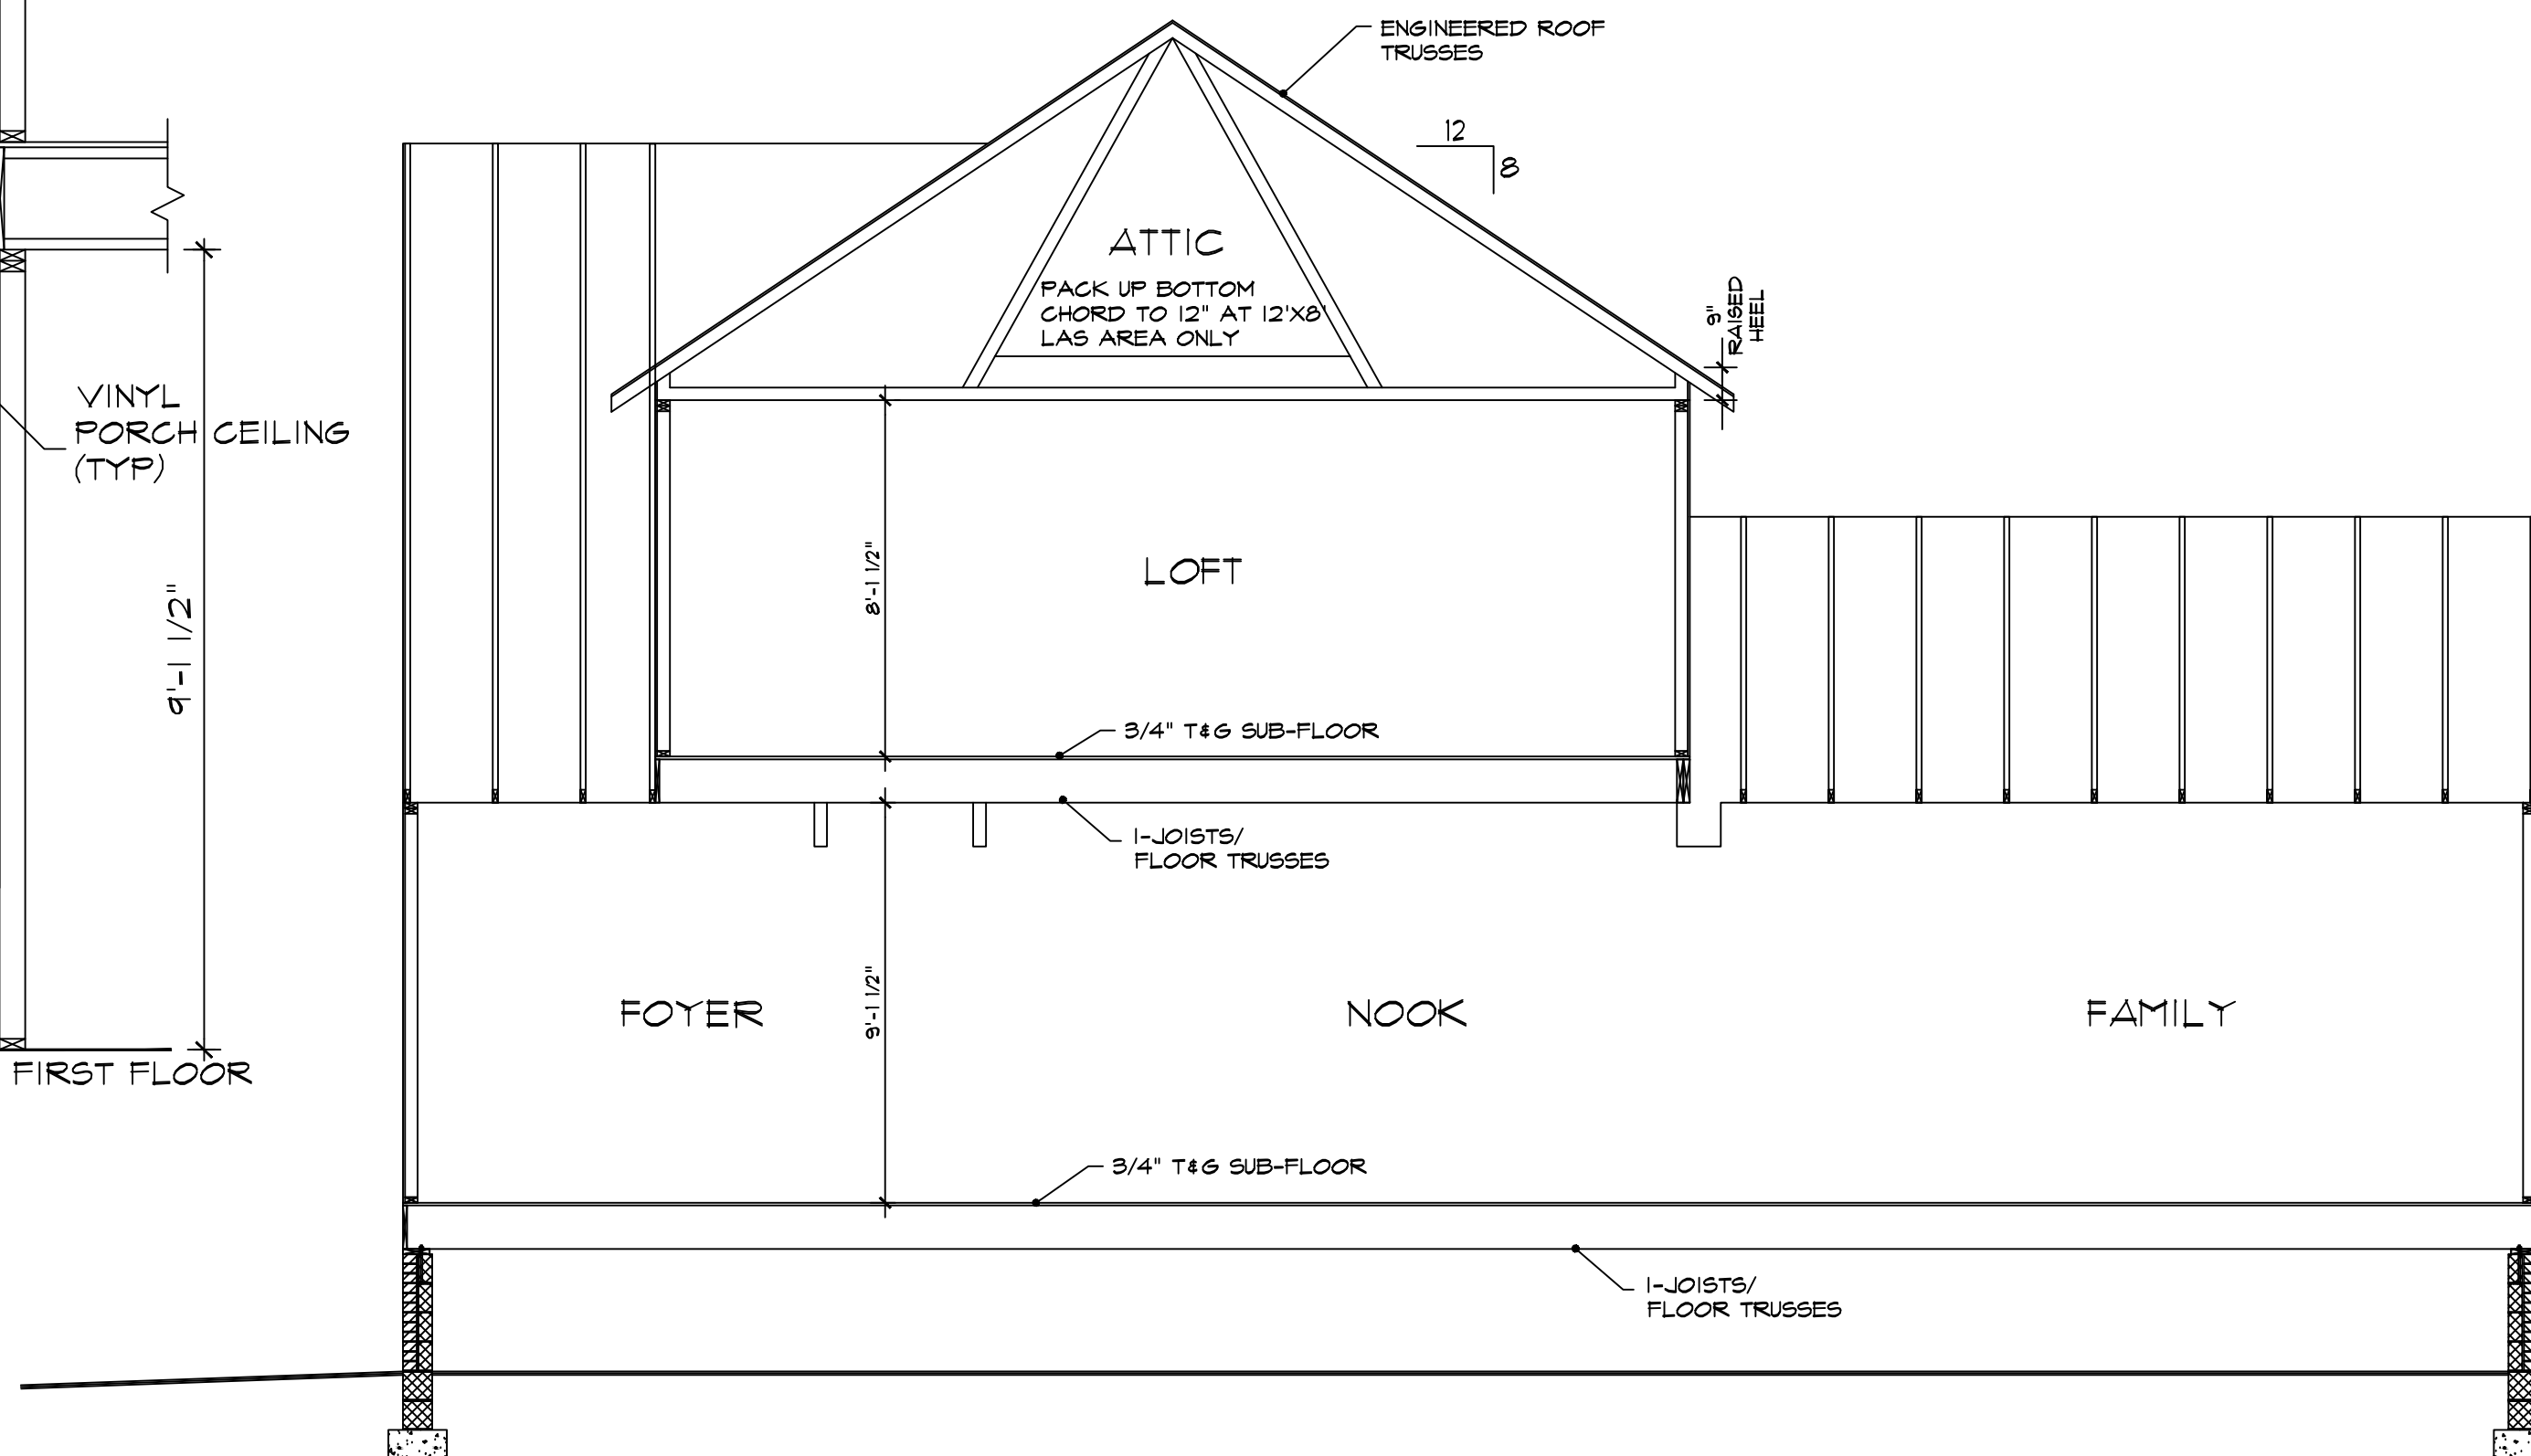 ENGINEERED ROOF
TRUSSES
12
8
ATTIC
PACK UP BOTTOM
CHORD TO 12" AT 12'X8'
LAS AREA ONLY
9"
RAISED
HEEL
VINYL
PORCH CEILING
(TYP)
9'-1 1/2"
FIRST FLOOR
8'-1 1/2"
LOFT
3/4" T&G SUB-FLOOR
I-JOISTS/
FLOOR TRUSSES
FOYER
9'-1 1/2"
NOOK
FAMILY
3/4" T&G SUB-FLOOR
I-JOISTS/
FLOOR TRUSSES